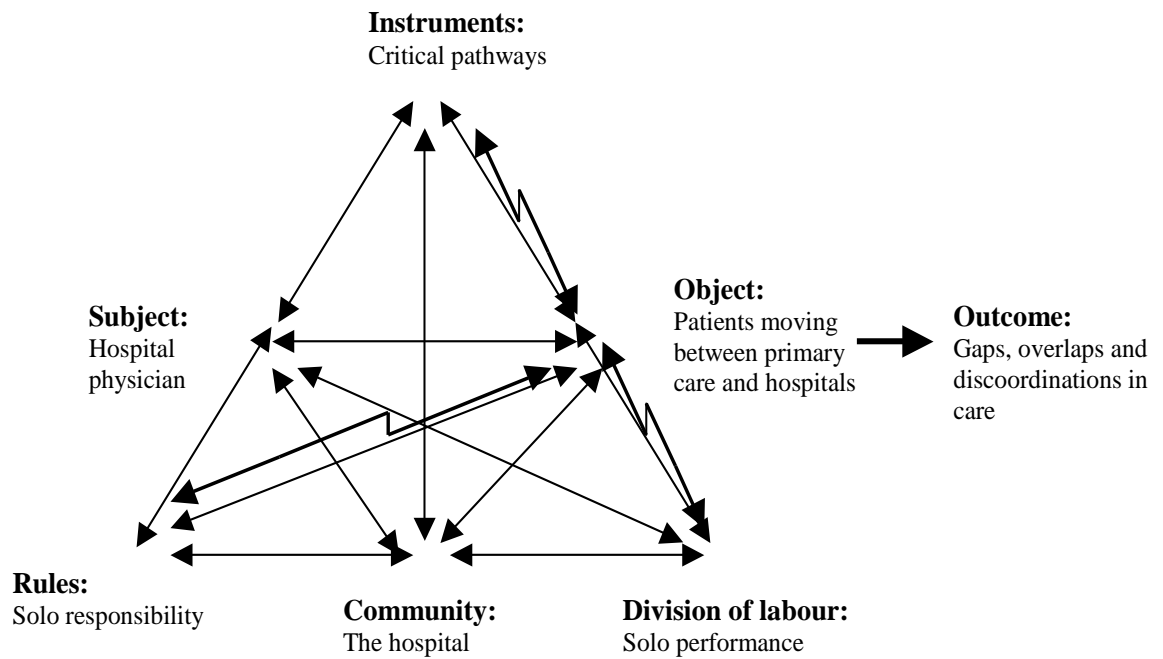 Instruments:
Critical pathways
Subject:
Hospital
physician
Object:
Patients moving
between primary
care and hospitals
Outcome:
Gaps, overlaps and
discoordinations in
care
Rules:
Solo responsibility
Community:
The hospital
Division of labour:
Solo performance